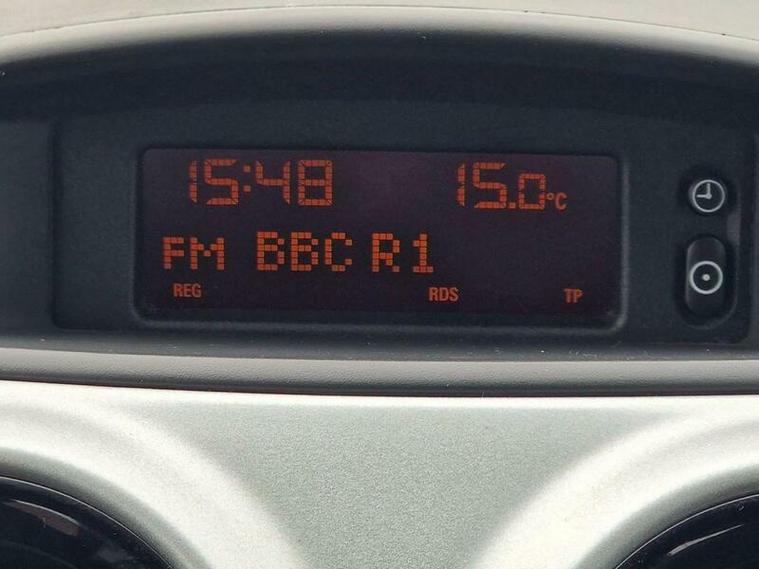 15:48 15.0°C
FM BBC R1
REG RDS TP